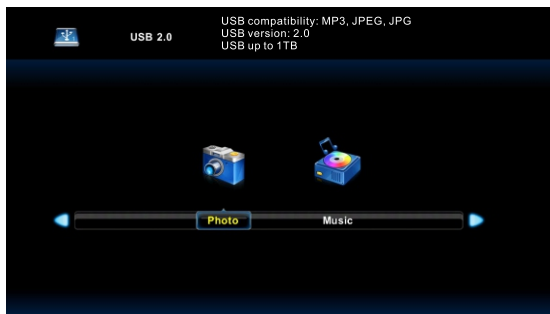 USB 2.0
USB compatibility: MP3, JPEG, JPG
USB version: 2.0
USB up to 1TB
Photo
Music